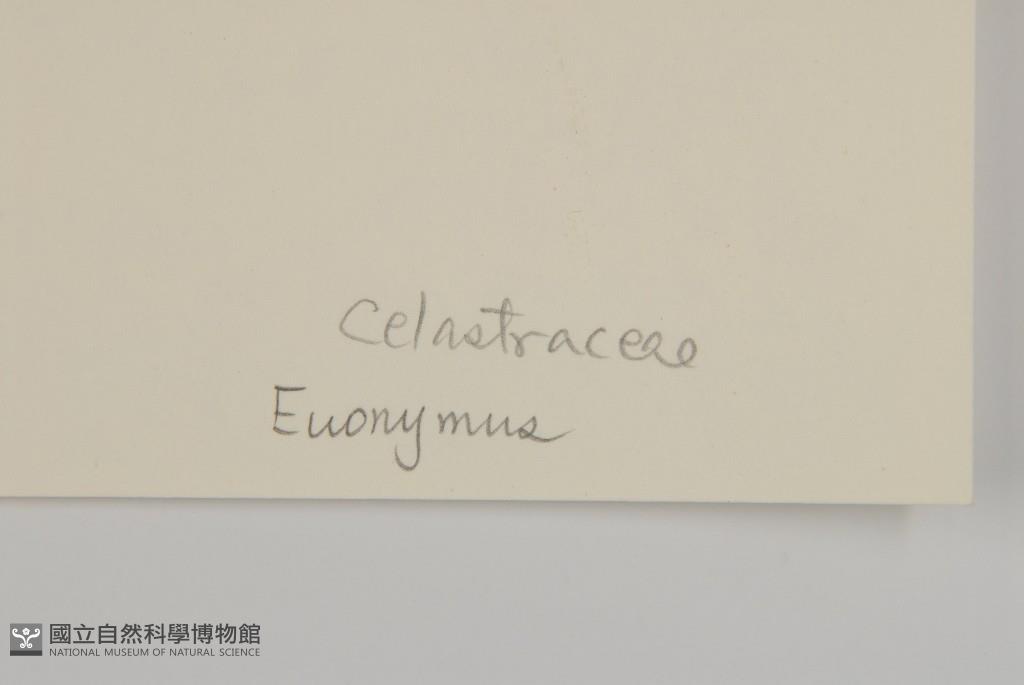 Celastraceae
Euonymus
國立自然科學博物館
NATIONAL MUSEUM OF NATURAL SCIENCE